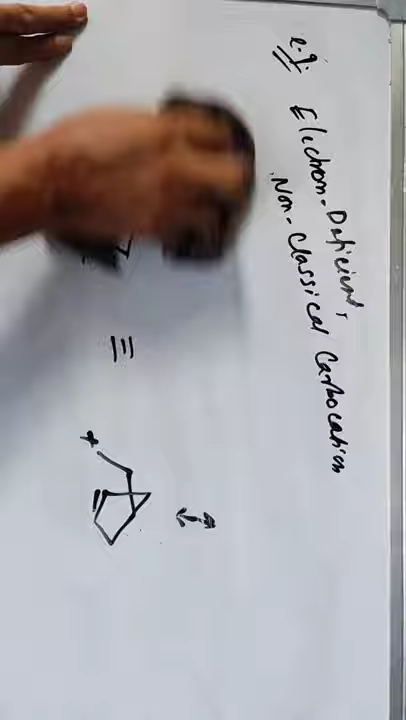 e.g. Electron-Deficient,
Non-Classical Carbocation
≡
+